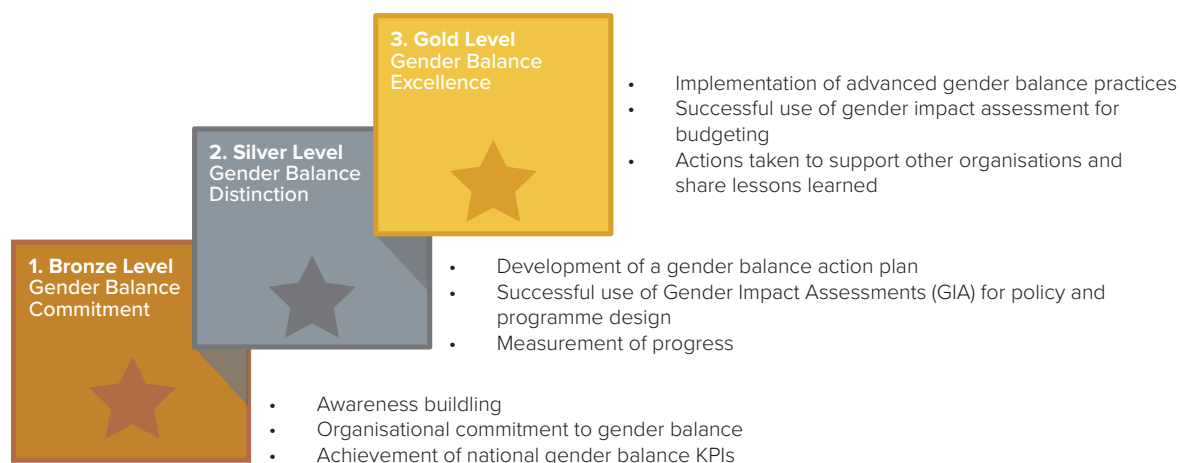 3. Gold Level
Gender Balance
Excellence
• Implementation of advanced gender balance practices
• Successful use of gender impact assessment for
budgeting
• Actions taken to support other organisations and
share lessons learned
2. Silver Level
Gender Balance
Distinction
• Development of a gender balance action plan
• Successful use of Gender Impact Assessments (GIA) for policy and
programme design
• Measurement of progress
1. Bronze Level
Gender Balance
Commitment
• Awareness buildling
• Organisational commitment to gender balance
• Achievement of national gender balance KPIs